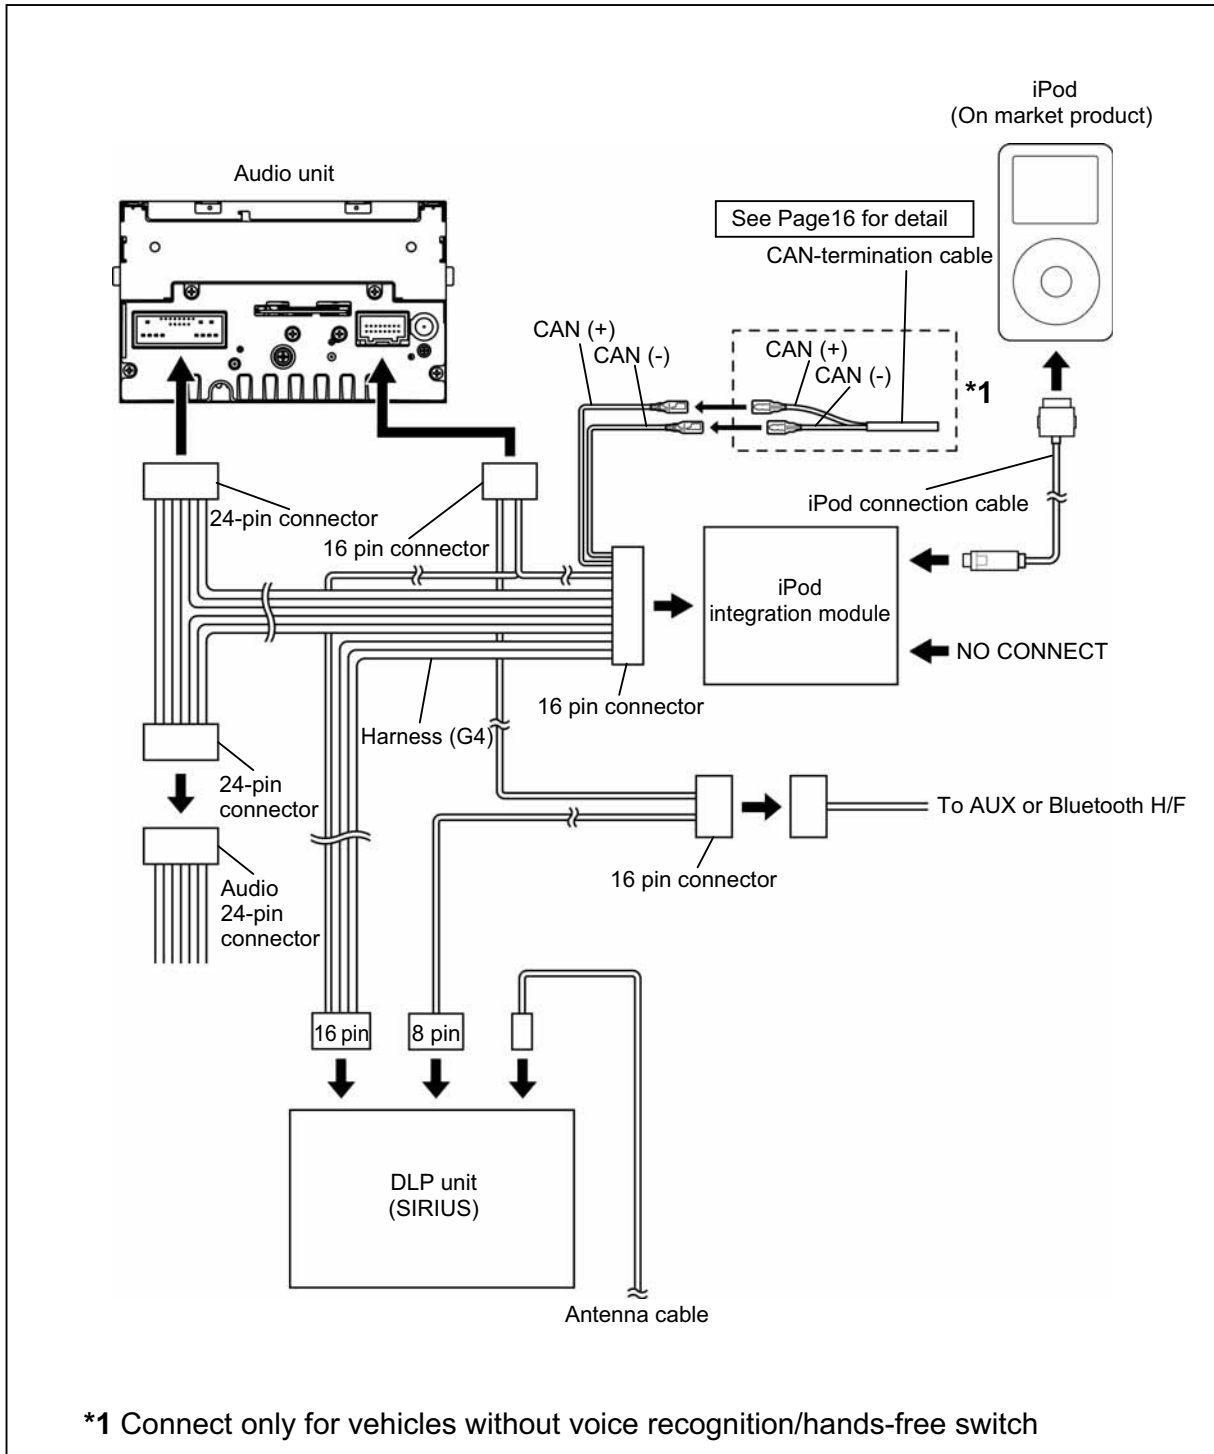 iPod
(On market product)
Audio unit
See Page16 for detail
CAN-termination cable
CAN (+)
CAN (-)
CAN (+)
CAN (-)
*1
24-pin connector
16 pin connector
iPod connection cable
iPod
integration module
NO CONNECT
16 pin connector
Harness (G4)
24-pin
connector
To AUX or Bluetooth H/F
16 pin connector
Audio
24-pin
connector
16 pin
8 pin
DLP unit
(SIRIUS)
Antenna cable
*1 Connect only for vehicles without voice recognition/hands-free switch